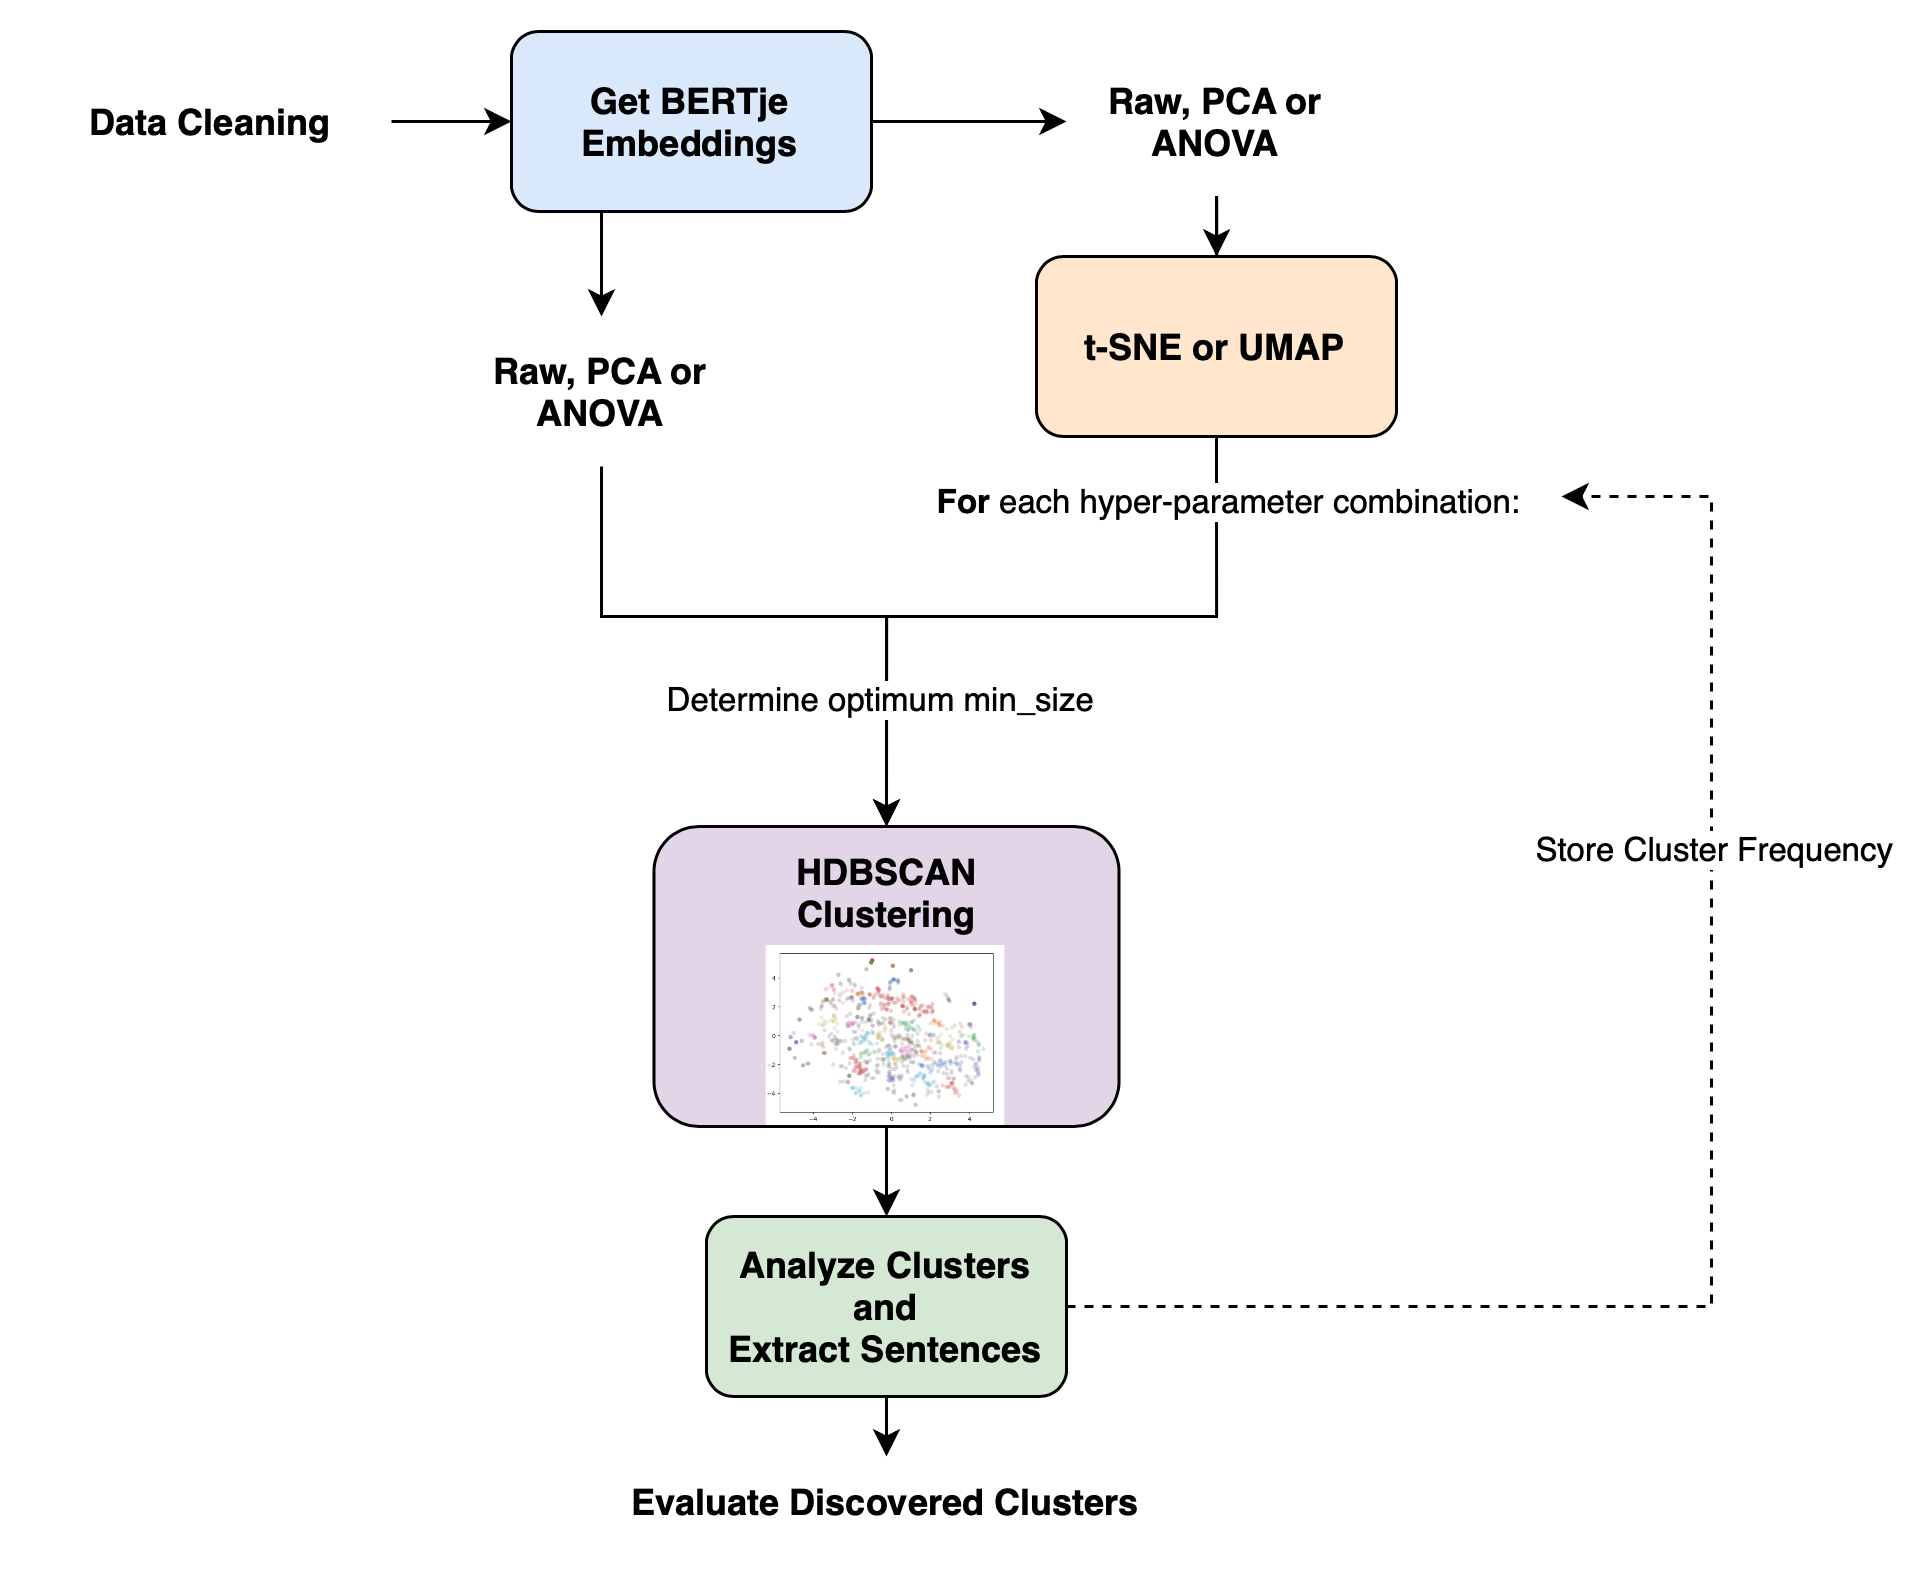 Data Cleaning
Get BERTje
Embeddings
Raw, PCA or
ANOVA
t-SNE or UMAP
Raw, PCA or
ANOVA
For each hyper-parameter combination:
Determine optimum min_size
Store Cluster Frequency
HDBSCAN
Clustering
4
2
0
−2
−4
−4 −2 0 2 4
Analyze Clusters
and
Extract Sentences
Evaluate Discovered Clusters